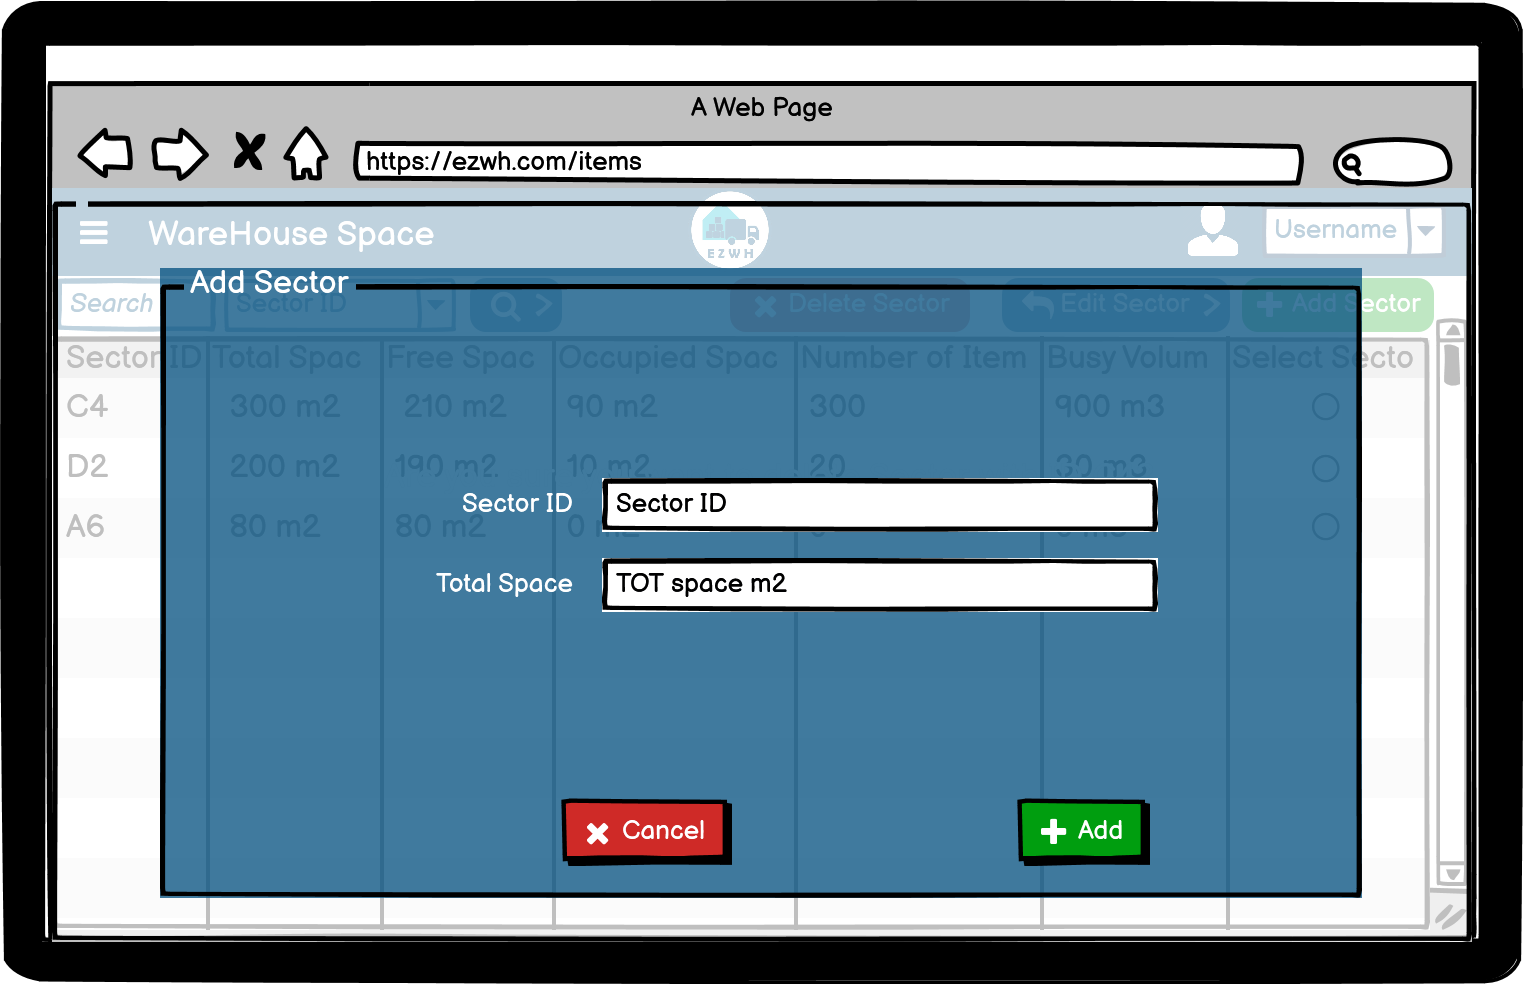 A Web Page
https://ezwh.com/items
WareHouse Space
EZWH
Username
Add Sector
Search
Sector ID
Delete Sector
Edit Sector
Add Sector
Sector ID Total Spac Free Spac Occupied Spac Number of Item Busy Volum Select Secto
C4 300 m2 210 m2 90 m2 300 900 m3
D2 200 m2 190 m2 10 m2 20 30 m3
A6 80 m2 80 m2 0 m2 0 0 m3
Sector ID Sector ID
Total Space TOT space m2
Cancel
Add